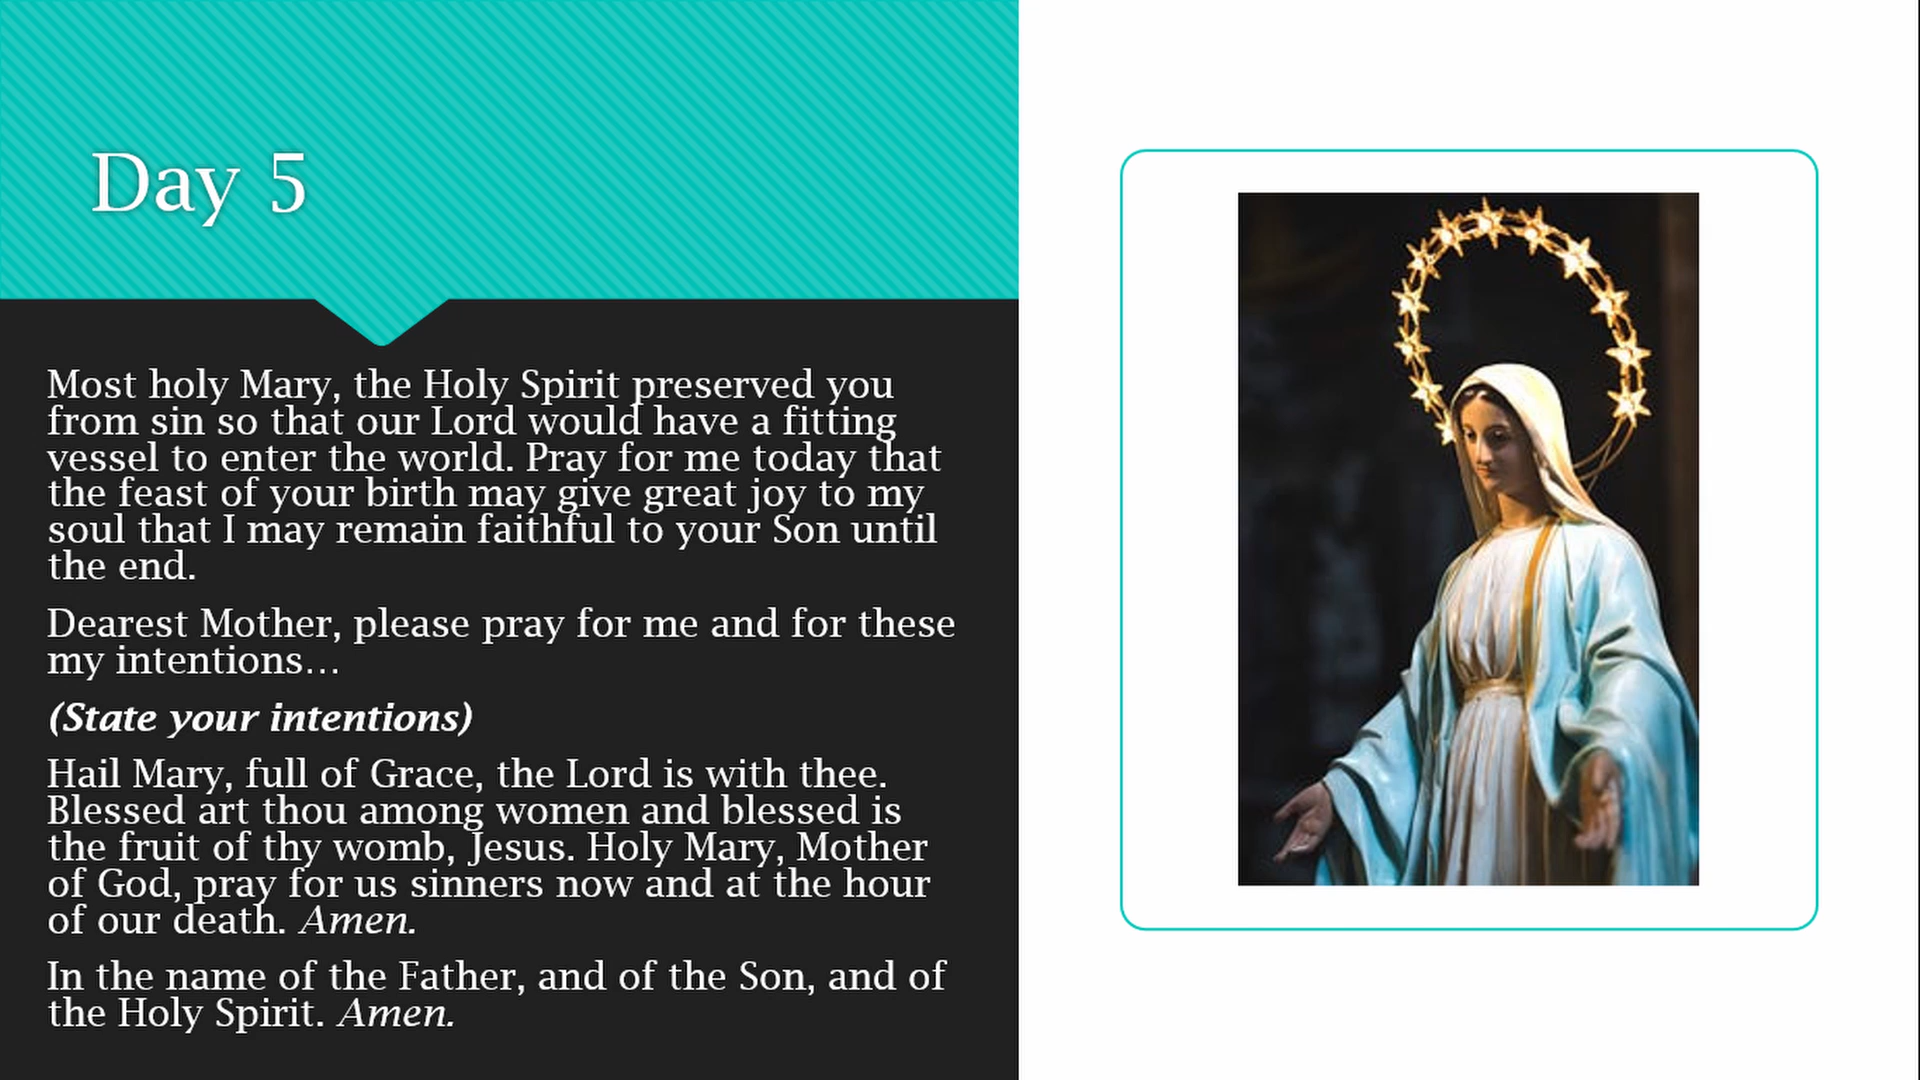 Day 5
Most holy Mary, the Holy Spirit preserved you
from sin so that our Lord would have a fitting
vessel to enter the world. Pray for me today that
the feast of your birth may give great joy to my
soul that I may remain faithful to your Son until
the end.
Dearest Mother, please pray for me and for these
my intentions…
(State your intentions)
Hail Mary, full of Grace, the Lord is with thee.
Blessed art thou among women and blessed is
the fruit of thy womb, Jesus. Holy Mary, Mother
of God, pray for us sinners now and at the hour
of our death. Amen.
In the name of the Father, and of the Son, and of
the Holy Spirit. Amen.